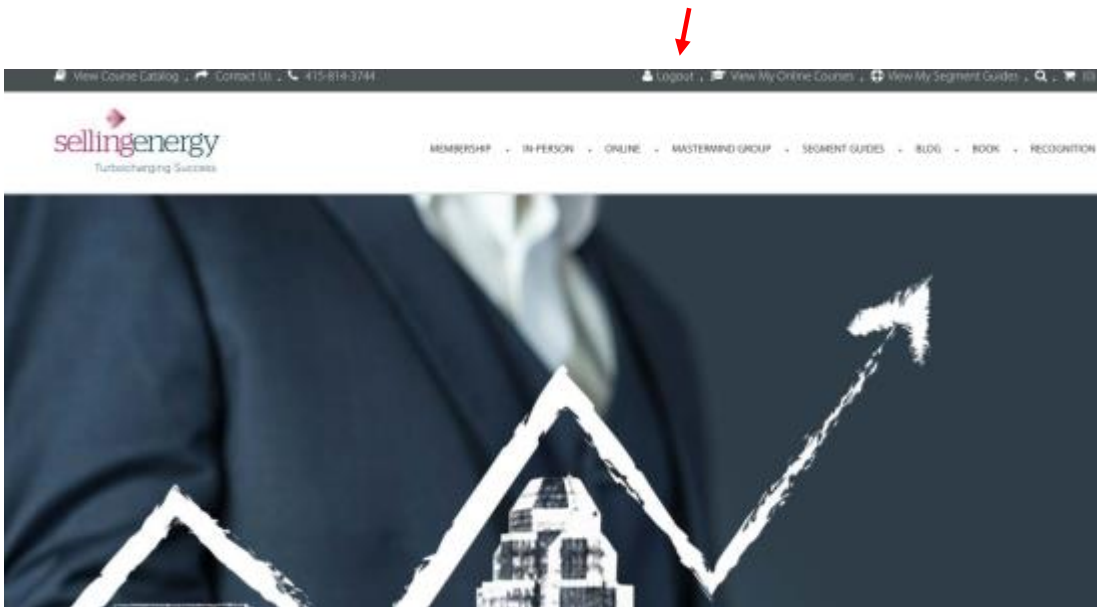 View Course Catalog . Contact Us . 415-814-3744
Logout . View My Online Courses . View My Segment Guides . . (0)
sellingenergy
Turbocharging Success
MEMBERSHIP . IN-PERSON . ONLINE . MASTERMIND GROUP . SEGMENT GUIDES . BLOG . BOOK . RECOGNITION